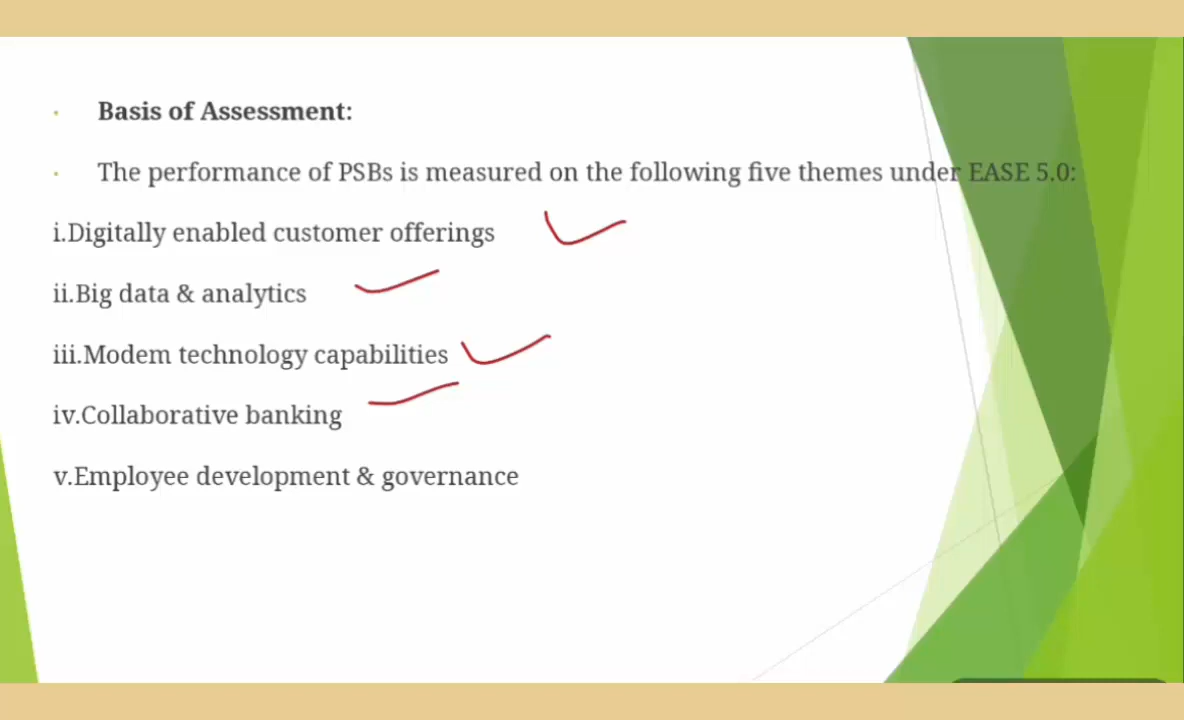 Basis of Assessment:
The performance of PSBs is measured on the following five themes under EASE 5.0:
i.Digitally enabled customer offerings
ii.Big data & analytics
iii.Modem technology capabilities
iv.Collaborative banking
v.Employee development & governance